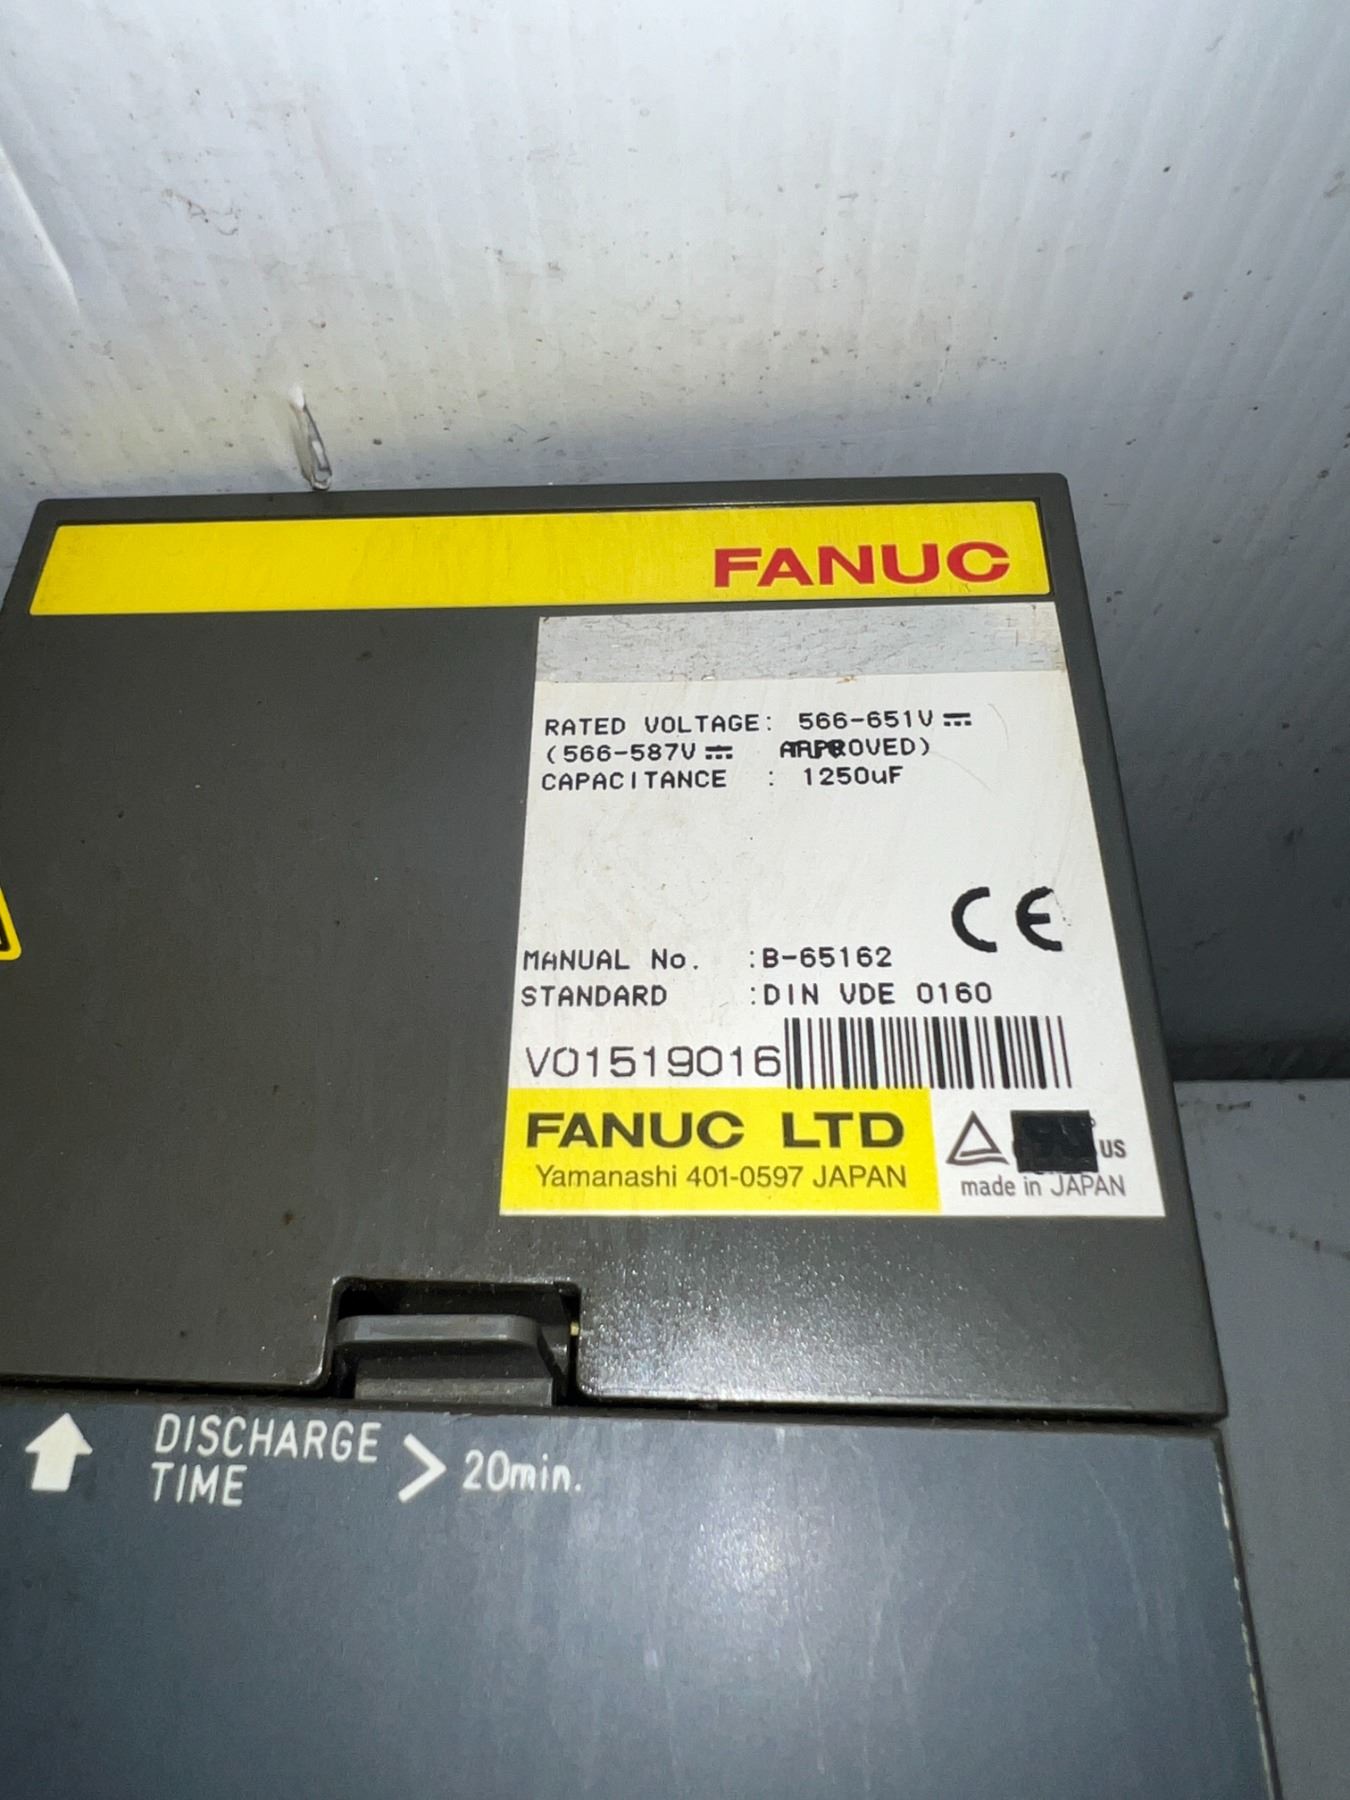 FANUC
RATED VOLTAGE: 566-651V
(566-587V APPROVED)
CAPACITANCE : 1250uF
MANUAL No. :B-65162
STANDARD :DIN VDE 0160
V01519016
FANUC LTD
Yamanashi 401-0597 JAPAN
CE
US
made in JAPAN
DISCHARGE
TIME > 20min.